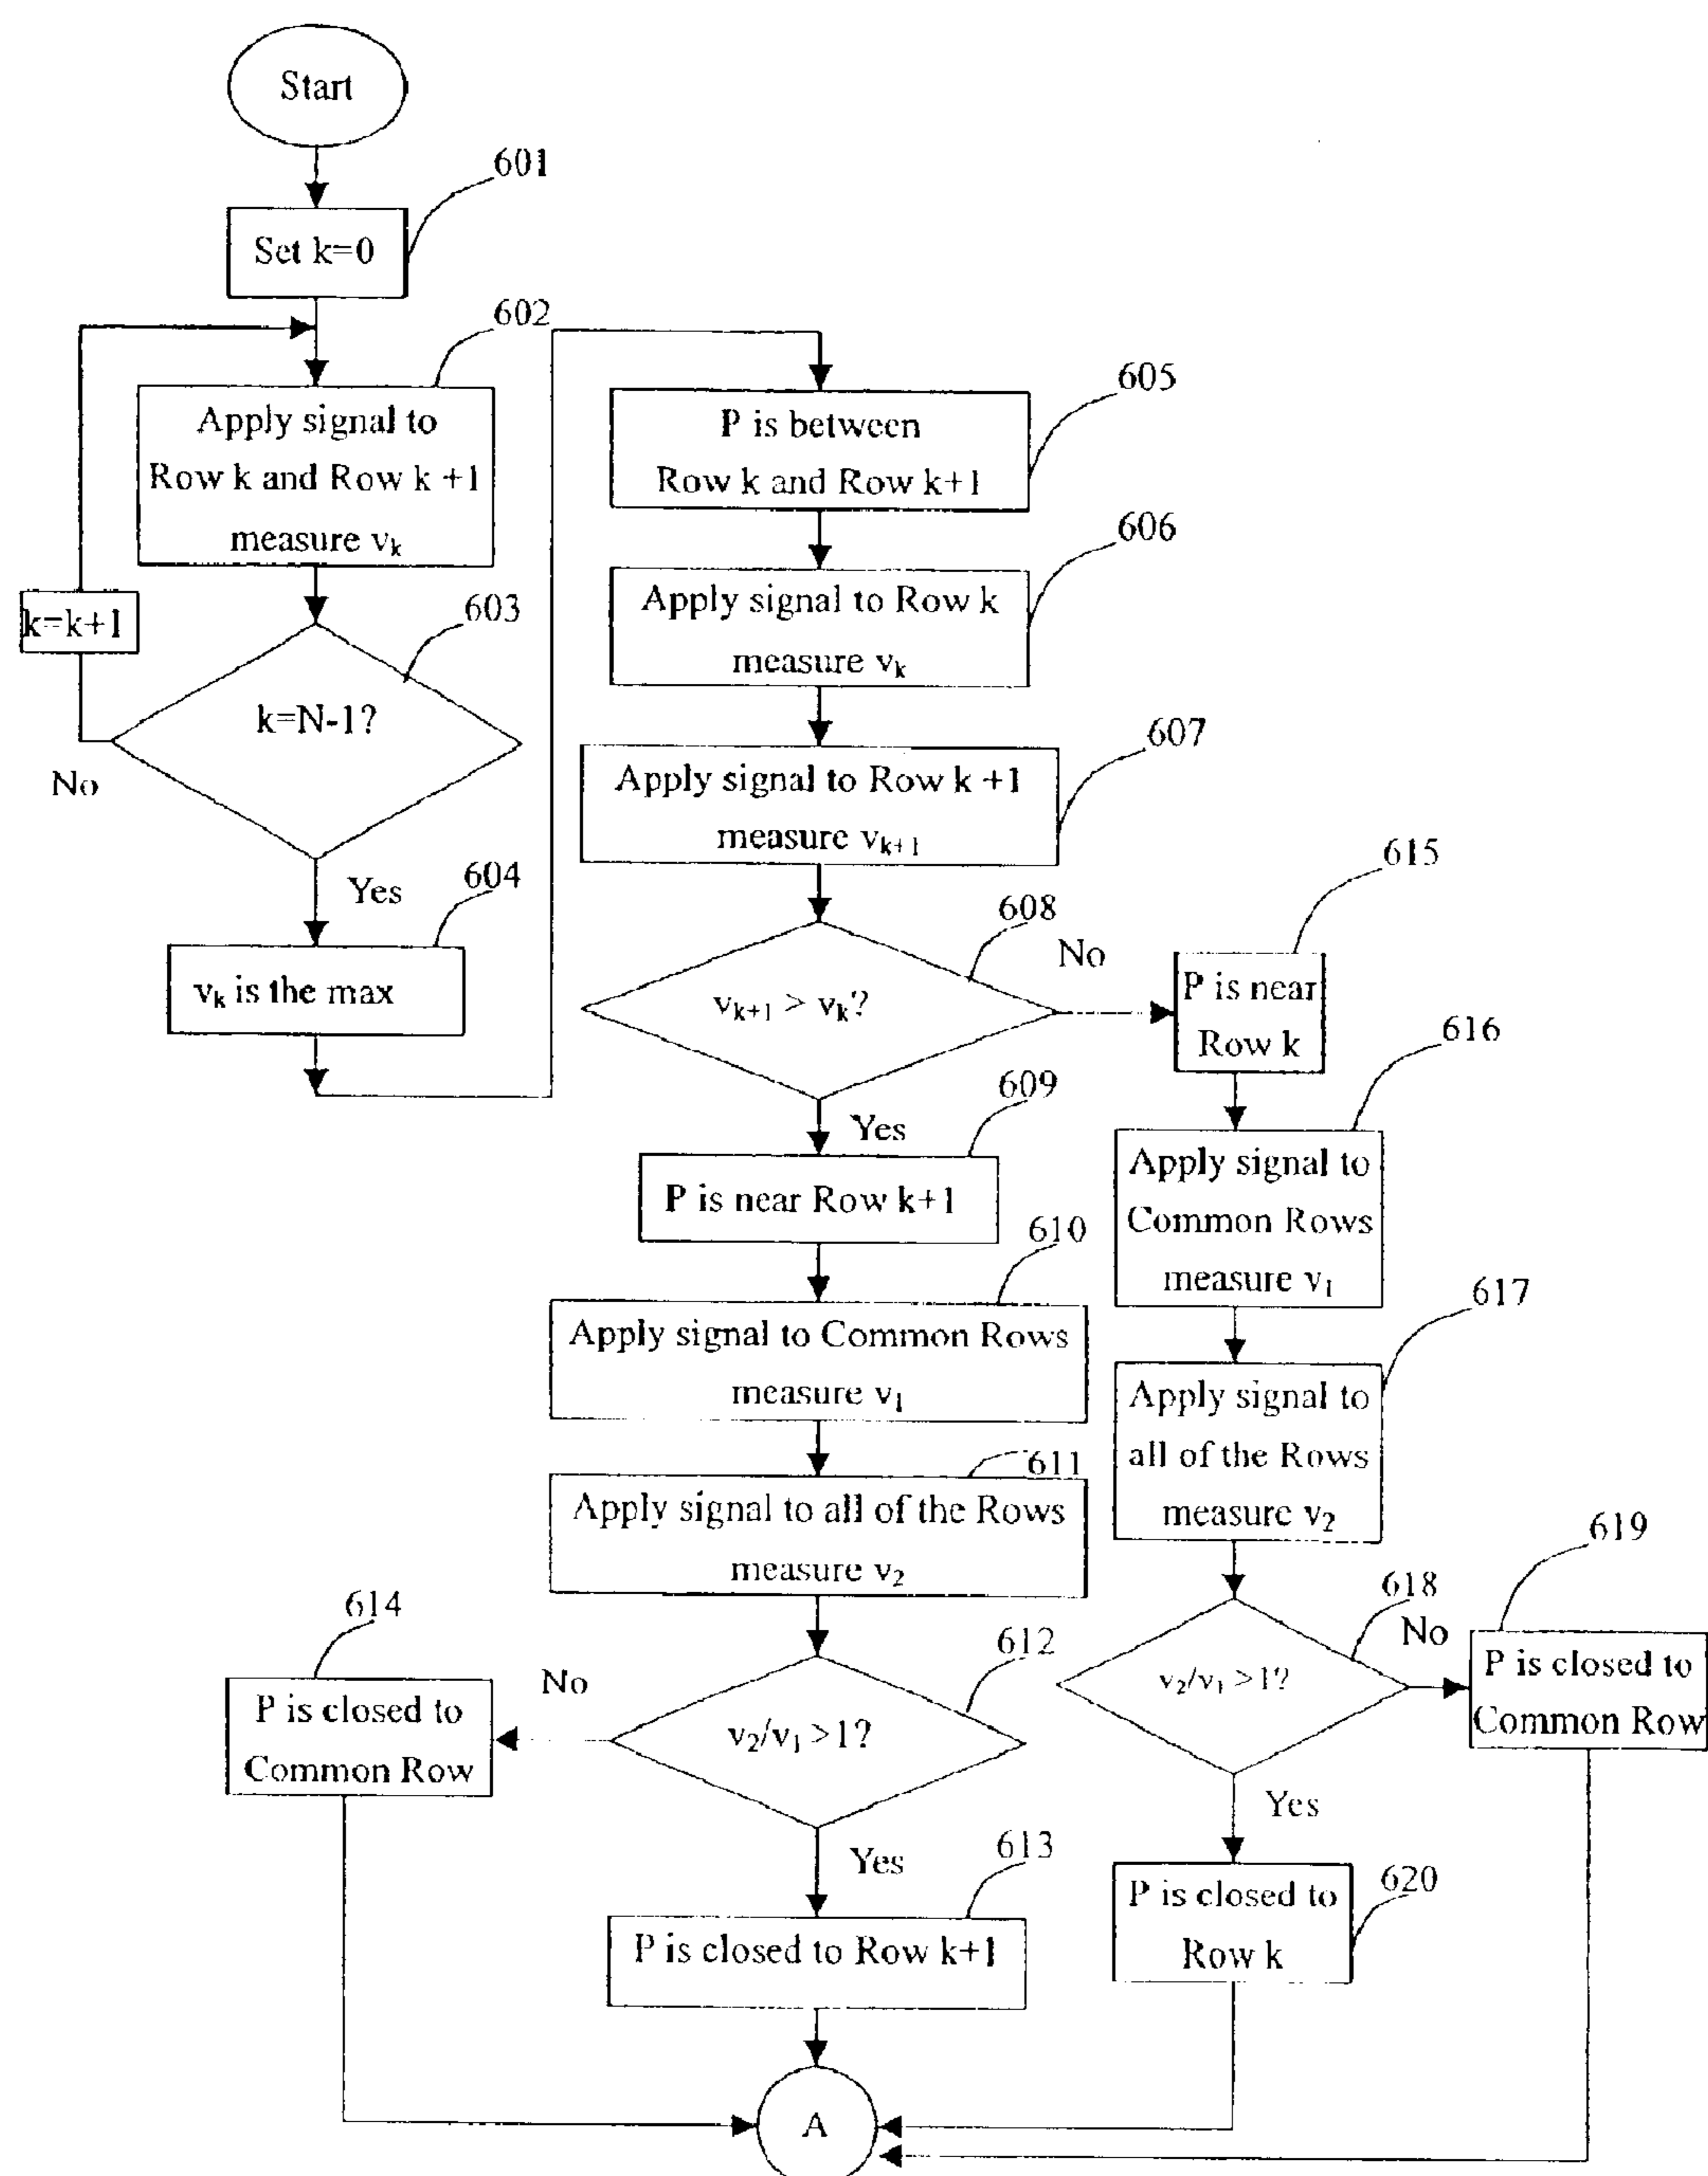 Start
601
Set k=0
602
Apply signal to
Row k and Row k +1
measure vk
k=k+1
603
k=N-1?
No
Yes
604
vk is the max
605
P is between
Row k and Row k+1
606
Apply signal to Row k
measure vk
607
Apply signal to Row k +1
measure vk+1
608
vk+1 > vk?
No
Yes
615
P is near
Row k
616
Apply signal to
Common Rows
measure v1
617
Apply signal to
all of the Rows
measure v2
618
v2/v1 >1?
No
619
P is closed to
Common Row
Yes
620
P is closed to
Row k
609
P is near Row k+1
610
Apply signal to Common Rows
measure v1
611
Apply signal to all of the Rows
measure v2
612
v2/v1 >1?
No
614
P is closed to
Common Row
Yes
613
P is closed to Row k+1
A